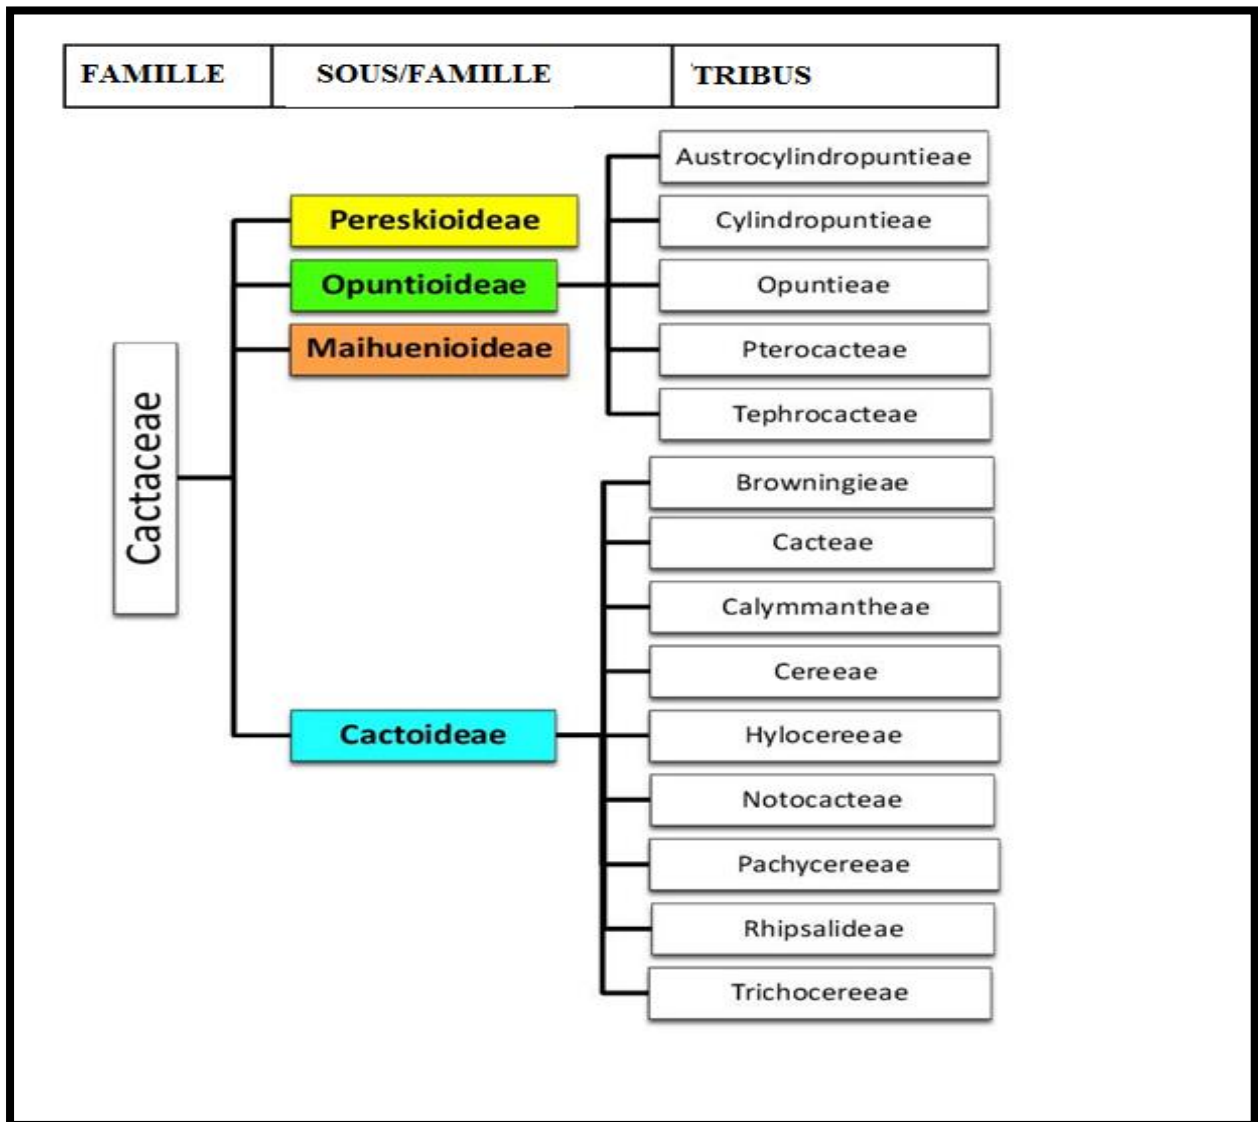 FAMILLE SOUS/FAMILLE TRIBUS
Austrocylindropuntieae
Pereskioideae Cylindropuntieae
Opuntioideae Opuntieae
Maihuenioideae Pterocacteae
Tephrocacteae
Cactaceae
Browningieae
Cacteae
Calymmantheae
Cereeae
Cactoideae Hylocereeae
Notocacteae
Pachycereeae
Rhipsalideae
Trichocereeae